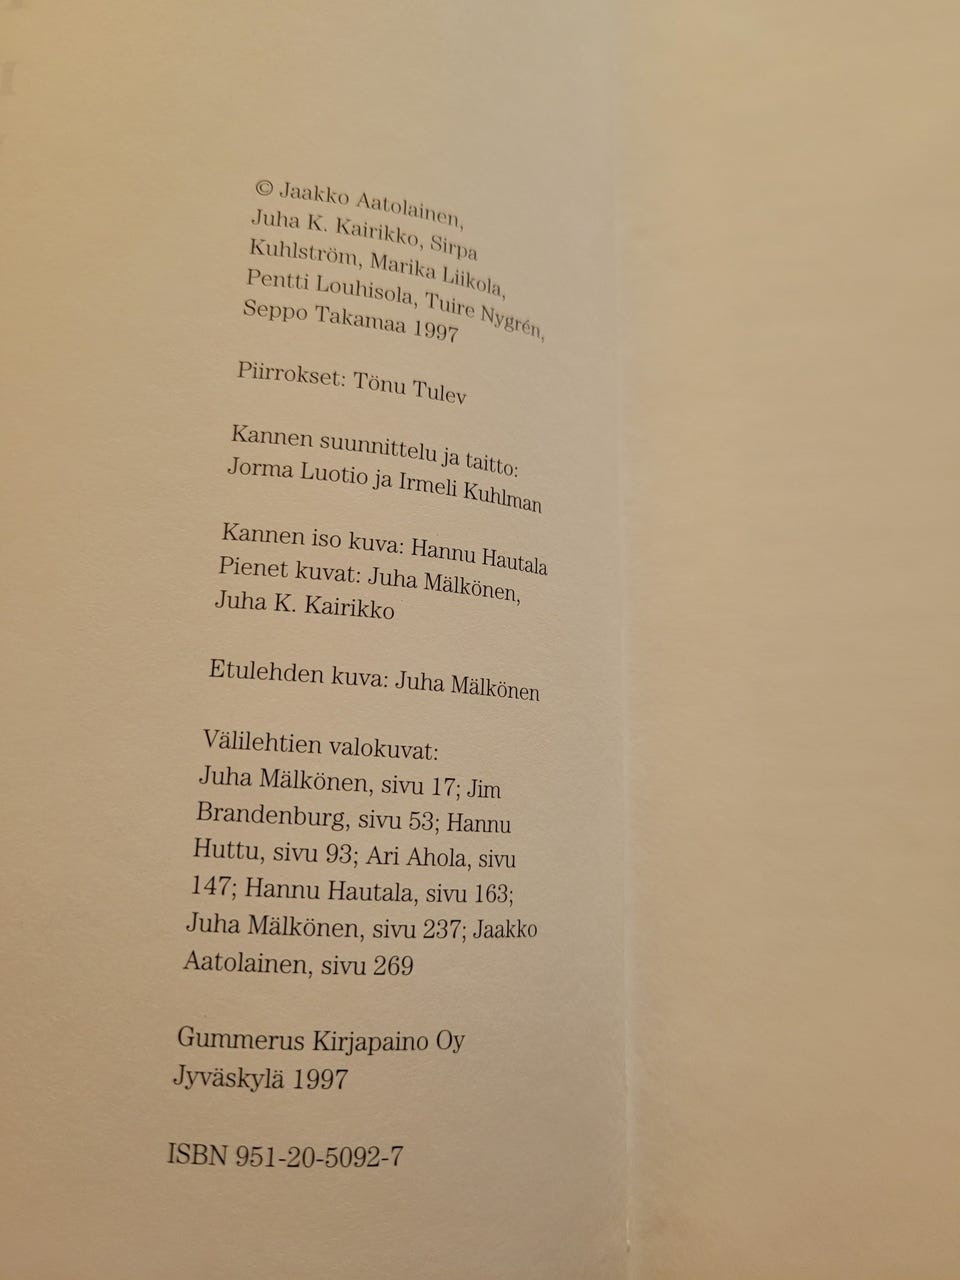 © Jaakko Aatolainen,
Juha K. Kairikko, Sirpa
Kuhlström, Marika Liikola,
Pentti Louhisola, Tuire Nygrén,
Seppo Takamaa 1997
Piirrokset: Tönu Tulev
Kannen suunnittelu ja taitto:
Jorma Luotio ja Irmeli Kuhlman
Kannen iso kuva: Hannu Hautala
Pienet kuvat: Juha Mälkönen,
Juha K. Kairikko
Etulehden kuva: Juha Mälkönen
Välilehtien valokuvat:
Juha Mälkönen, sivu 17; Jim
Brandenburg, sivu 53; Hannu
Huttu, sivu 93; Ari Ahola, sivu
147; Hannu Hautala, sivu 163;
Juha Mälkönen, sivu 237; Jaakko
Aatolainen, sivu 269
Gummerus Kirjapaino Oy
Jyväskylä 1997
ISBN 951-20-5092-7